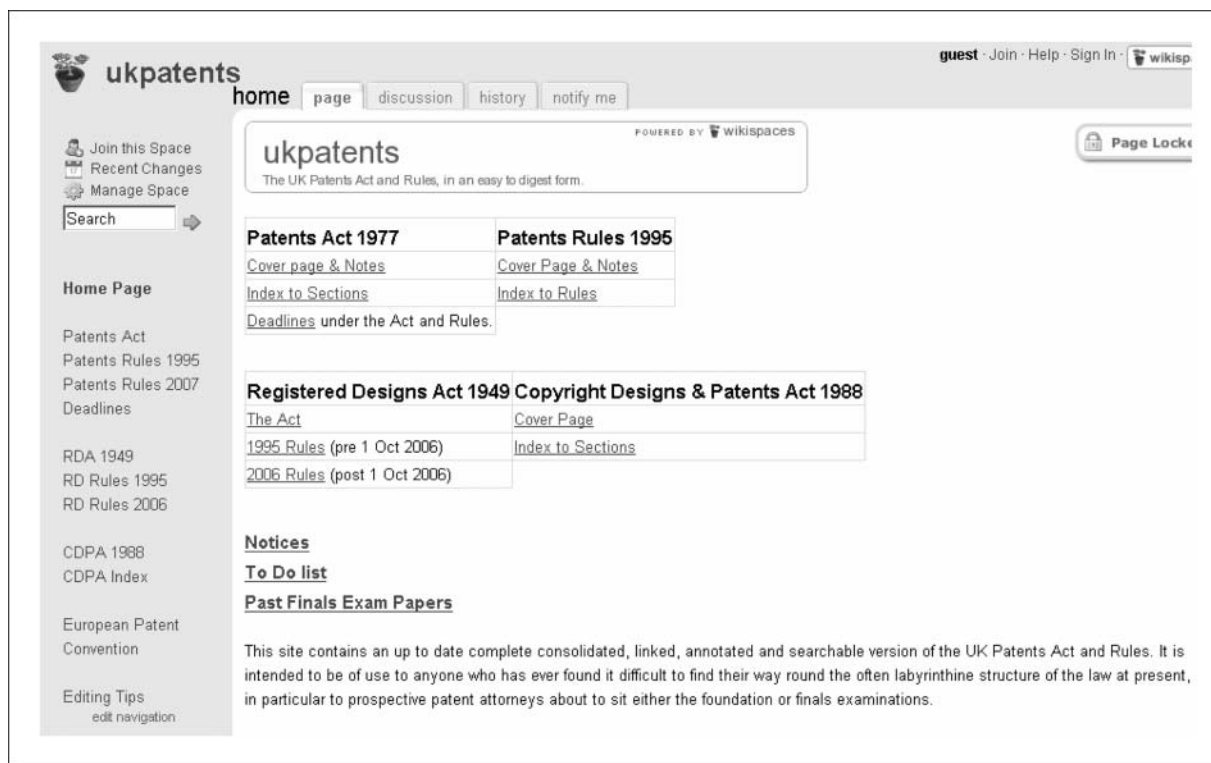 ukpatents
guest · Join · Help · Sign In ·
home page discussion history notify me
Join this Space
Recent Changes
Manage Space
Search
Home Page
Patents Act
Patents Rules 1995
Patents Rules 2007
Deadlines
RDA 1949
RD Rules 1995
RD Rules 2006
CDPA 1988
CDPA Index
European Patent
Convention
Editing Tips
edit navigation
POWERED BY wikispaces
ukpatents
The UK Patents Act and Rules, in an easy to digest form.
Page
Patents Act 1977 Patents Rules 1995
Cover page & Notes Cover Page & Notes
Index to Sections Index to Rules
Deadlines under the Act and Rules.
Registered Designs Act 1949 Copyright Designs & Patents Act 1988
The Act Cover Page
1995 Rules (pre 1 Oct 2006) Index to Sections
2006 Rules (post 1 Oct 2006)
Notices
To Do list
Past Finals Exam Papers
This site contains an up to date complete consolidated, linked, annotated and searchable version of the UK Patents Act and Rules. It is
intended to be of use to anyone who has ever found it difficult to find their way round the often labyrinthine structure of the law at present,
in particular to prospective patent attorneys about to sit either the foundation or finals examinations.